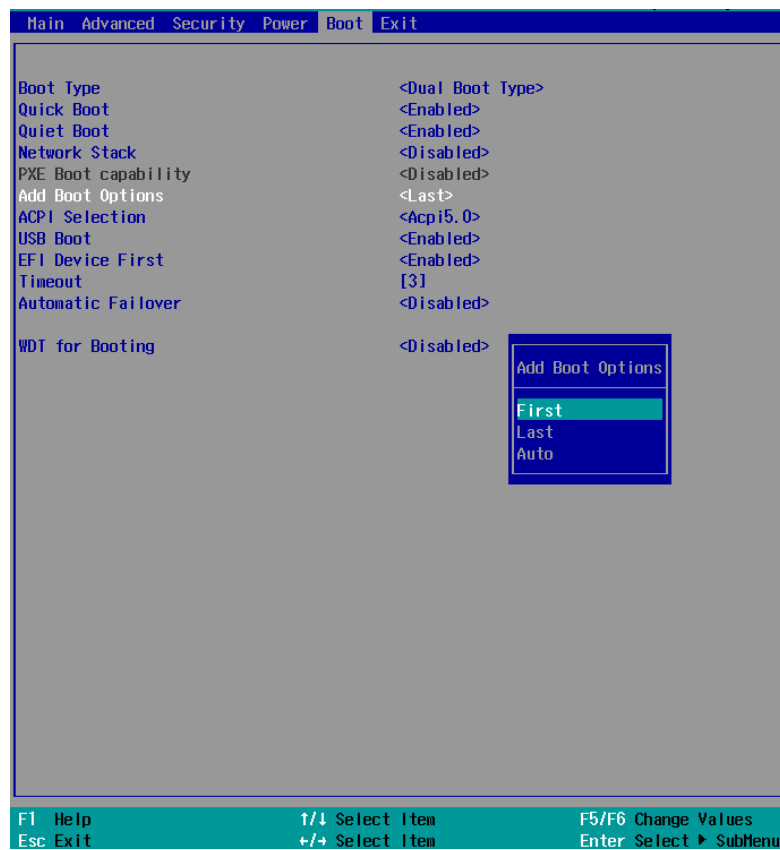 Main Advanced Security Power Boot Exit
Boot Type <Dual Boot Type>
Quick Boot <Enabled>
Quiet Boot <Enabled>
Network Stack <Disabled>
PXE Boot capability <Disabled>
Add Boot Options <Last>
ACPI Selection <Acpi5.0>
USB Boot <Enabled>
EFI Device First <Enabled>
Timeout [3]
Automatic Failover <Disabled>
WDT for Booting <Disabled>
Add Boot Options
First
Last
Auto
F1 Help ↑/↓ Select Item F5/F6 Change Values
Esc Exit ←/→ Select Item Enter Select ▶ SubMenu